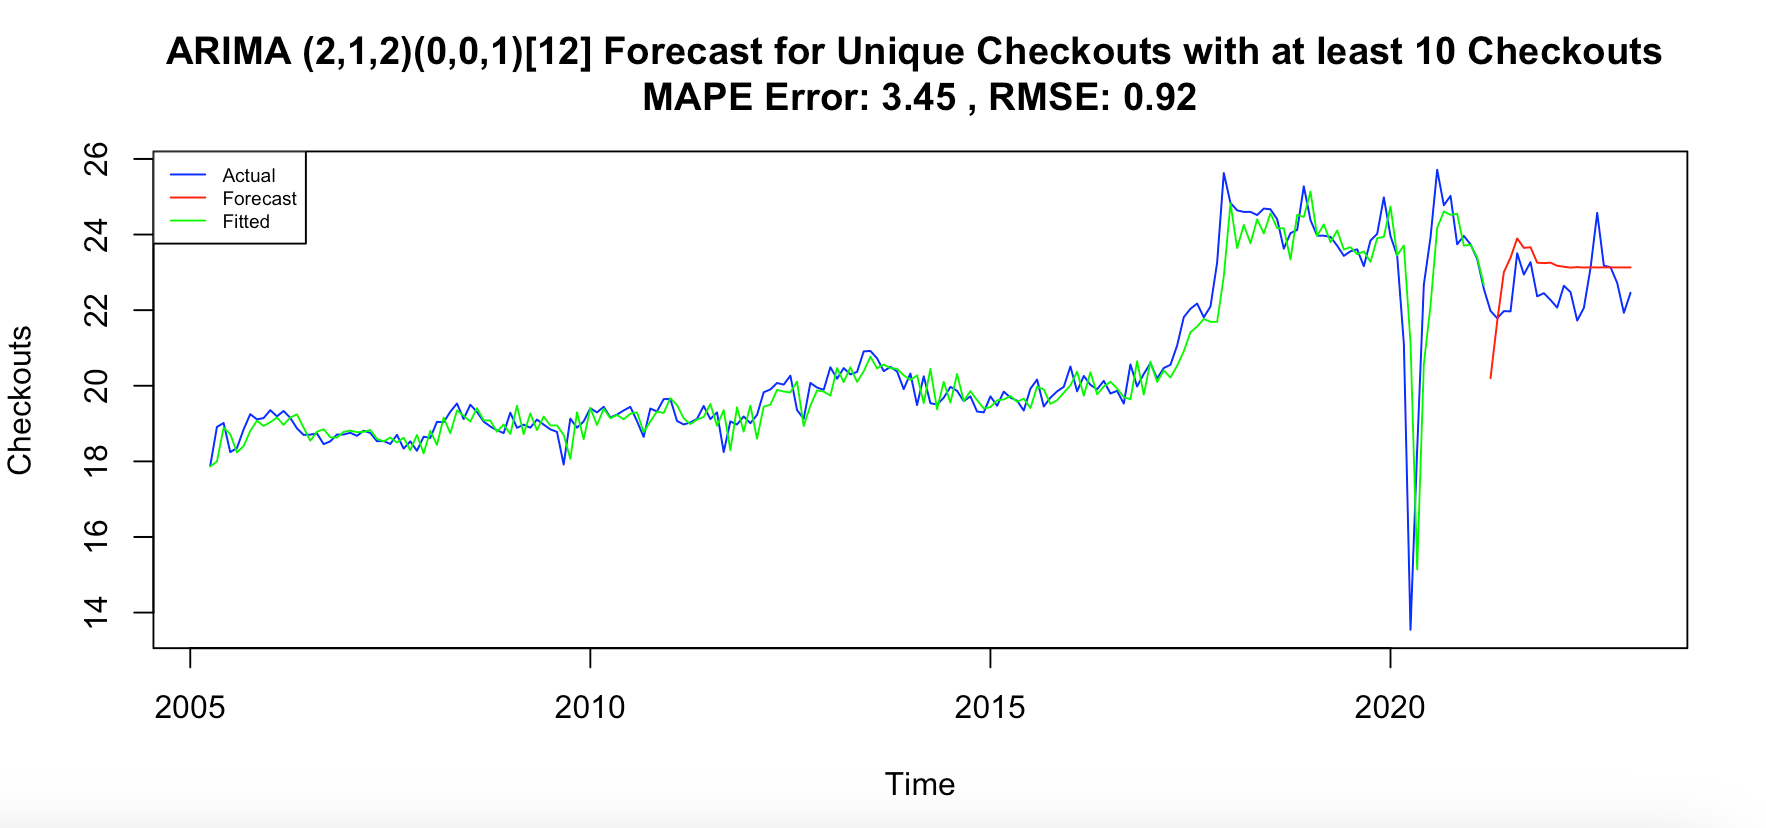 ARIMA (2,1,2)(0,0,1)[12] Forecast for Unique Checkouts with at least 10 Checkouts
MAPE Error: 3.45 , RMSE: 0.92
Actual
Forecast
Fitted
Checkouts
26
24
22
20
18
16
14
2005
2010
2015
2020
Time